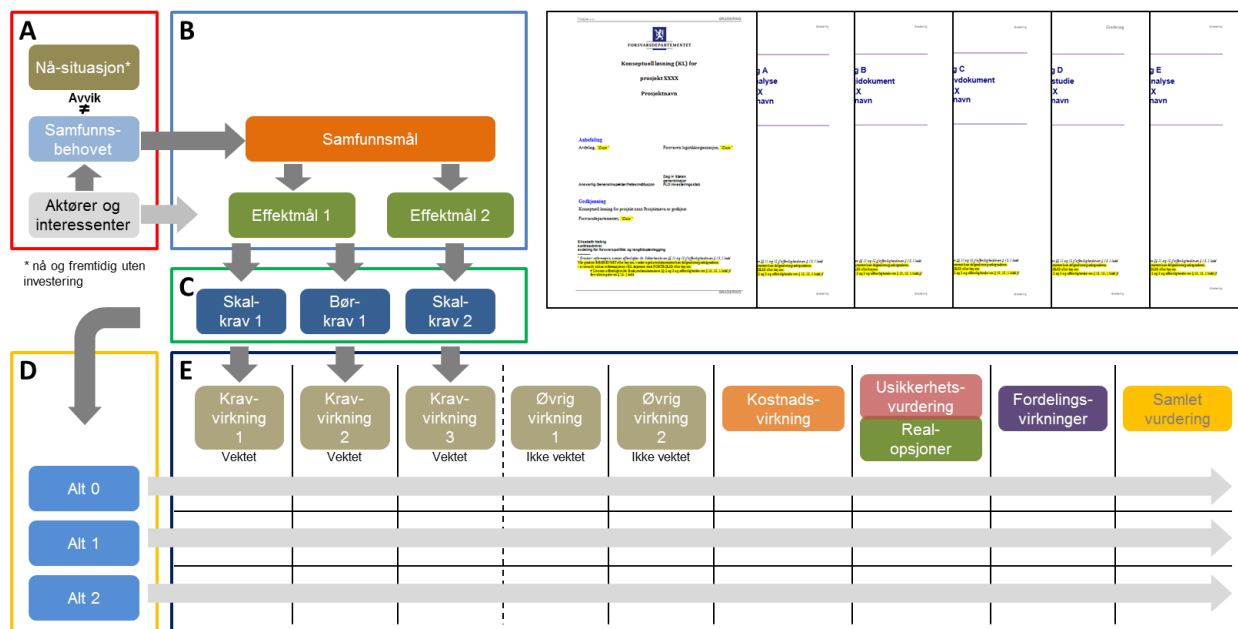 A
Nå-situasjon*
Avvik
≠
Samfunns-
behovet
Aktører og
interessenter
* nå og fremtidig uten
investering
B
Samfunnsmål
Effektmål 1
Effektmål 2
FORSVARSDEPARTEMENTET
Konseptuell løsning (KL) for
prosjekt XXXX
Prosjektnavn
Anbefaling
Godkjenning
g A
nalyse
X
navn
g B
idokument
X
navn
g C
vdokument
X
navn
g D
studie
X
navn
g E
nalyse
X
navn
C
Skal-
krav 1
Bør-
krav 1
Skal-
krav 2
D
Alt 0
Alt 1
Alt 2
E
Krav-
virkning
1
Vektet
Krav-
virkning
2
Vektet
Krav-
virkning
3
Vektet
Øvrig
virkning
1
Ikke vektet
Øvrig
virkning
2
Ikke vektet
Kostnads-
virkning
Usikkerhets-
vurdering
Real-
opsjoner
Fordelings-
virkninger
Samlet
vurdering